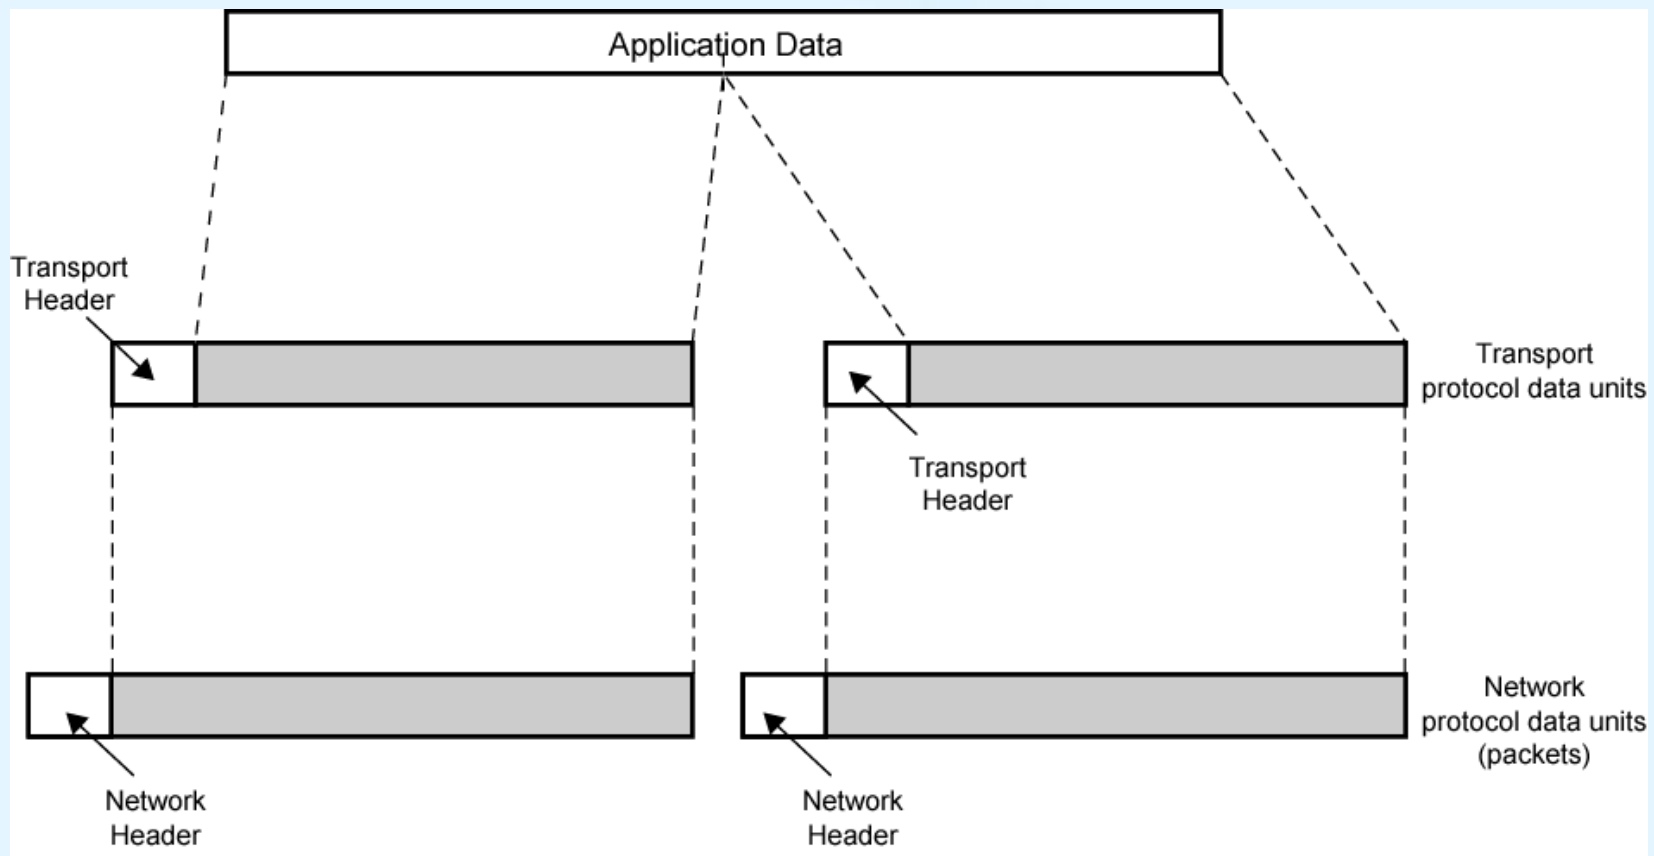 Application Data
Transport
Header
Transport
protocol data units
Transport
Header
Network
protocol data units
(packets)
Network
Header
Network
Header